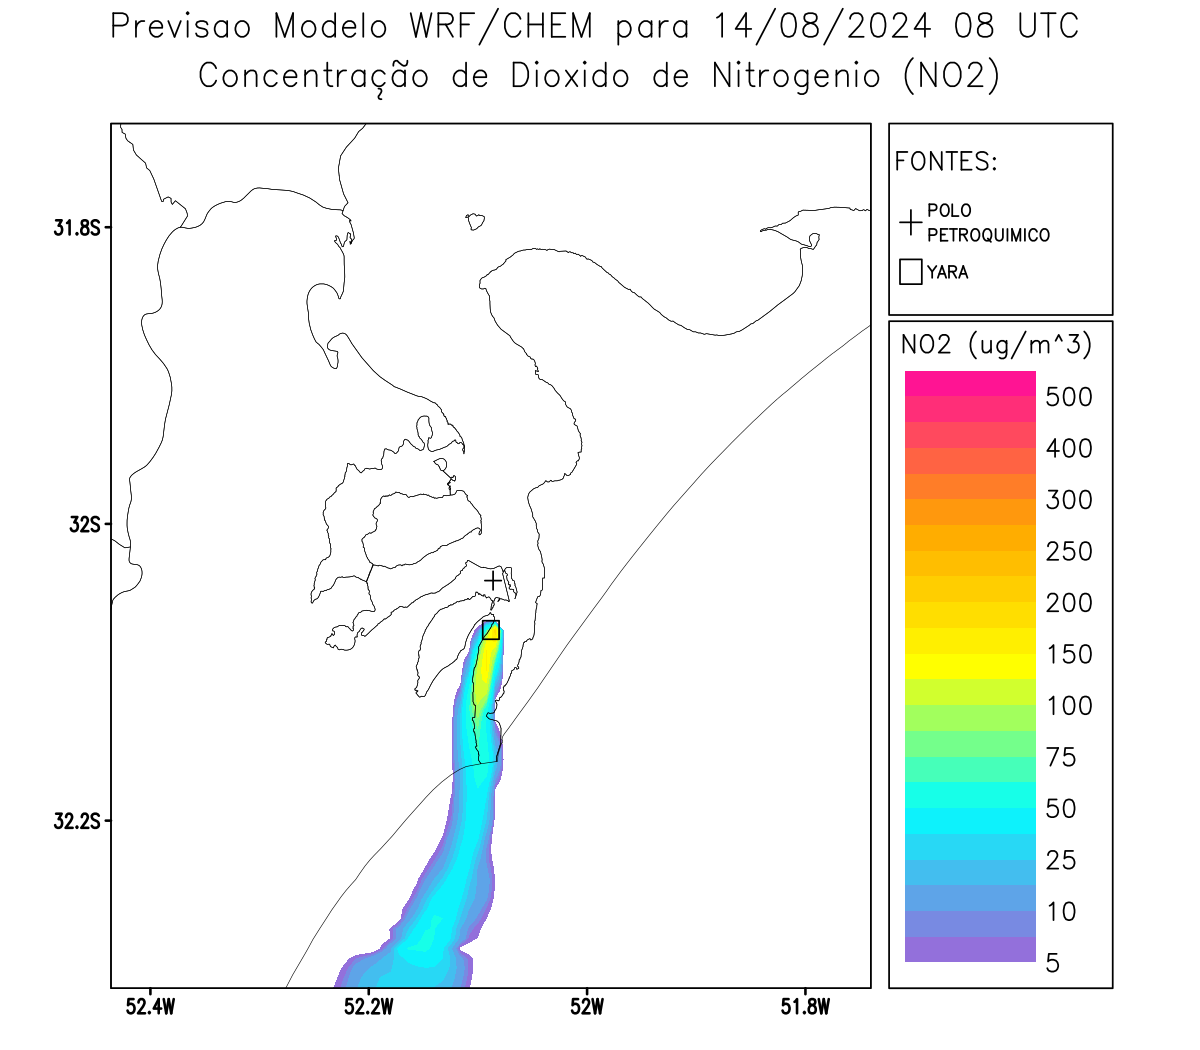 Previsao Modelo WRF/CHEM para 14/08/2024 08 UTC
Concentração de Dioxido de Nitrogenio (NO2)
FONTES:
POLO
PETROQUIMICO
YARA
NO2 (ug/m^3)
500
400
300
250
200
150
100
75
50
25
10
5
31.8S
32S
32.2S
52.4W
52.2W
52W
51.8W